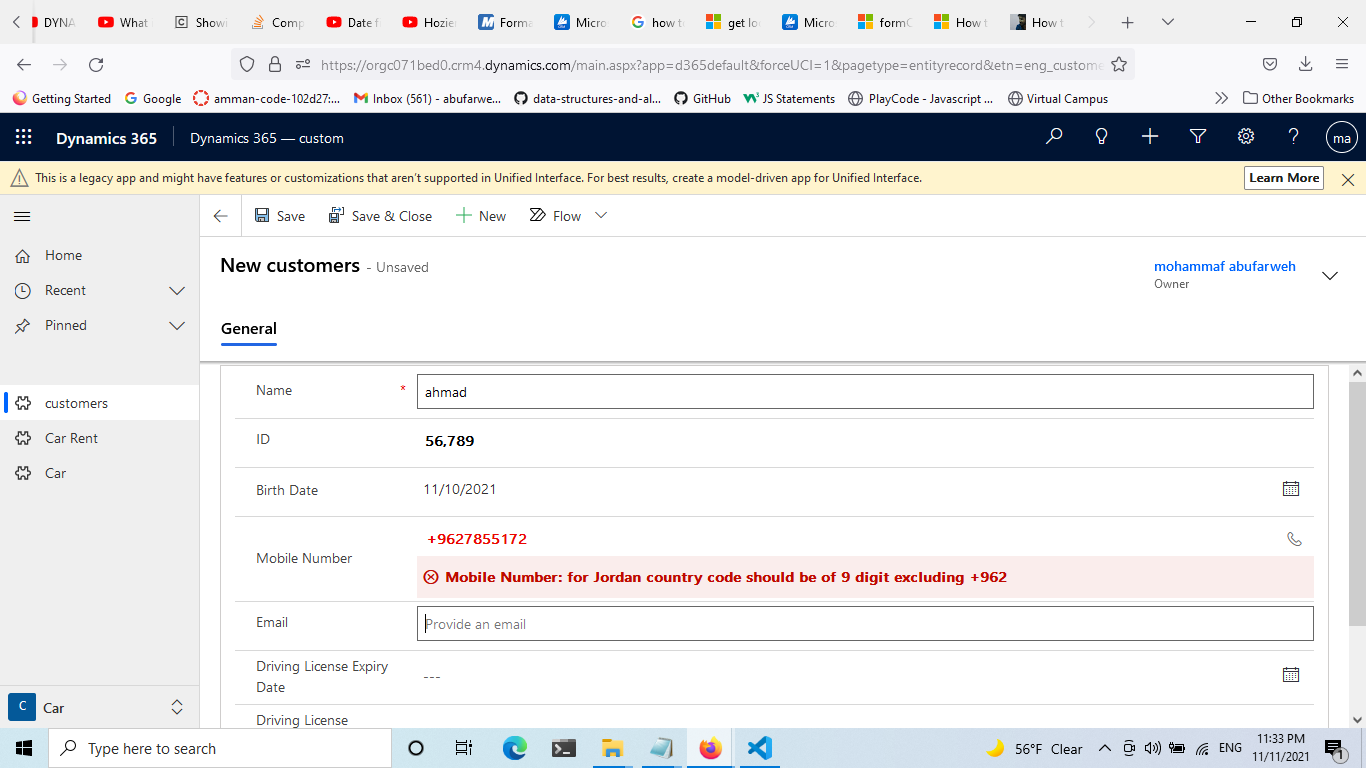 DYNA
What
Showi
Comp
Date f
Hozie
Forma
Micro
how to
get lo
Micro
formC
How t
How t
https://orgc071bed0.crm4.dynamics.com/main.aspx?app=d365default&forceUCI=1&pagetype=entityrecord&etn=eng_custome
Getting Started
Google
amman-code-102d27:...
Inbox (561) - abufarwe...
data-structures-and-al...
GitHub
JS Statements
PlayCode - Javascript ...
Virtual Campus
Other Bookmarks
Dynamics 365
Dynamics 365 — custom
ma
This is a legacy app and might have features or customizations that aren't supported in Unified Interface. For best results, create a model-driven app for Unified Interface.
Learn More
Save
Save & Close
New
Flow
Home
Recent
Pinned
customers
Car Rent
Car
C
Car
New customers - Unsaved
mohammaf abufarweh
Owner
General
Name *
ahmad
ID
56,789
Birth Date
11/10/2021
Mobile Number
+9627855172
Mobile Number: for Jordan country code should be of 9 digit excluding +962
Email
Provide an email
Driving License Expiry
Date
---
Driving License
Type here to search
56°F Clear
ENG
11:33 PM
11/11/2021
1